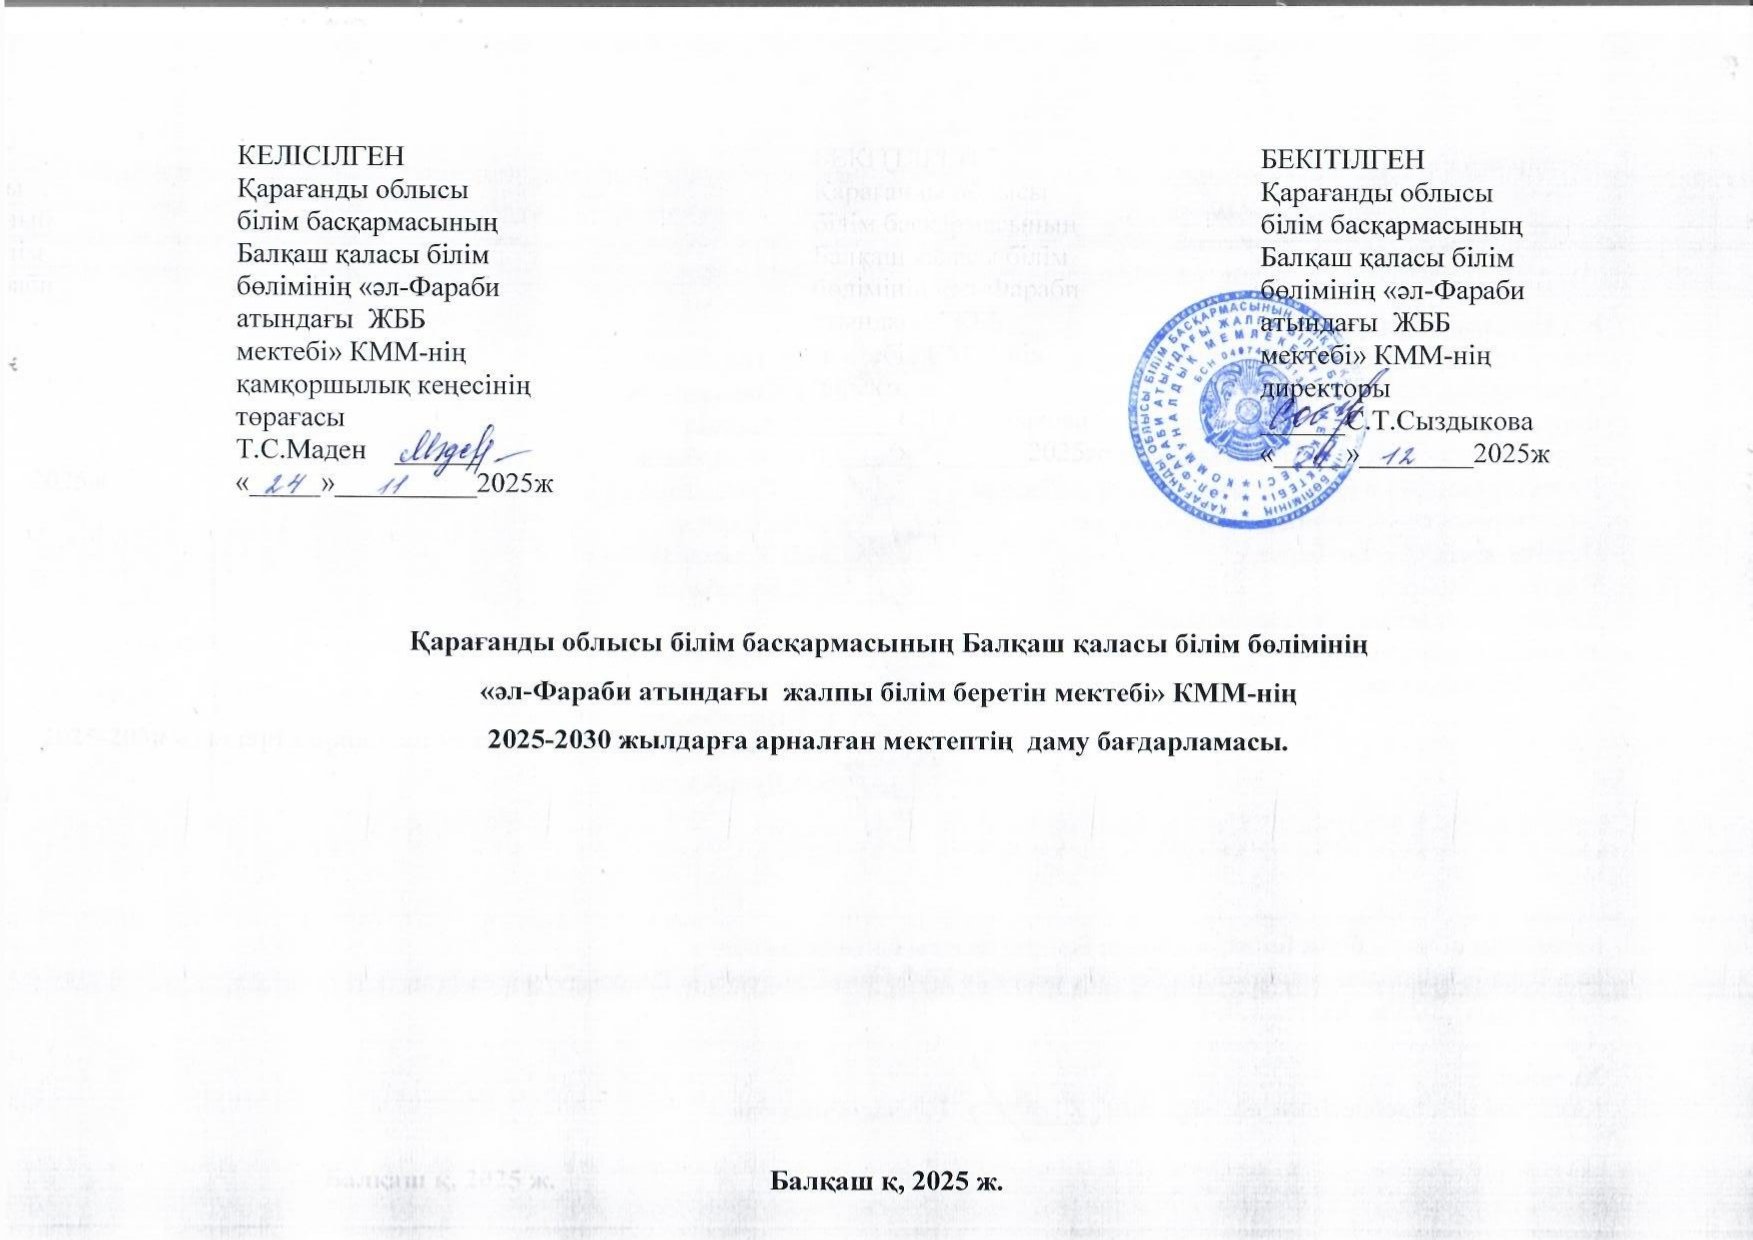 КЕЛІСІЛГЕН
Қарағанды облысы
білім басқармасының
Балқаш қаласы білім
бөлімінің «әл-Фараби
атындағы ЖББ
мектебі» КММ-нің
қамқоршылық кеңесінің
төрағасы
Т.С.Маден
«24» 11 2025ж
БЕКІТІЛГЕН
Қарағанды облысы
білім басқармасының
Балқаш қаласы білім
бөлімінің «әл-Фараби
атындағы ЖББ
мектебі» КММ-нің
директоры
С.Т.Сыздыкова
« » 12 2025ж
Қарағанды облысы білім басқармасының Балқаш қаласы білім бөлімінің
«әл-Фараби атындағы жалпы білім беретін мектебі» КММ-нің
2025-2030 жылдарға арналған мектептің даму бағдарламасы.
Балқаш қ, 2025 ж.